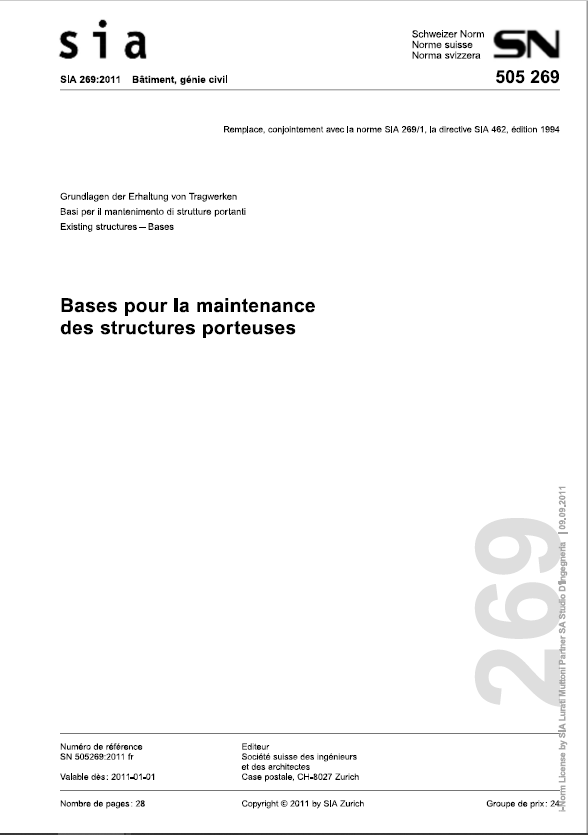 sia
Schweizer Norm
Norme suisse
Norma svizzera
SN
SIA 269:2011 Bâtiment, génie civil
505 269
Remplace, conjointement avec la norme SIA 269/1, la directive SIA 462, édition 1994
Grundlagen der Erhaltung von Tragwerken
Basi per il mantenimento di strutture portanti
Existing structures – Bases
Bases pour la maintenance
des structures porteuses
269
i-Norm License by SIA Lurati Muttoni Partner SA Studio D'Ingegneria | 09.09.2011
Numéro de référence
SN 505269:2011 fr
Valable dès: 2011-01-01
Editeur
Société suisse des ingénieurs
et des architectes
Case postale, CH-8027 Zurich
Nombre de pages: 28
Copyright © 2011 by SIA Zurich
Groupe de prix: 24